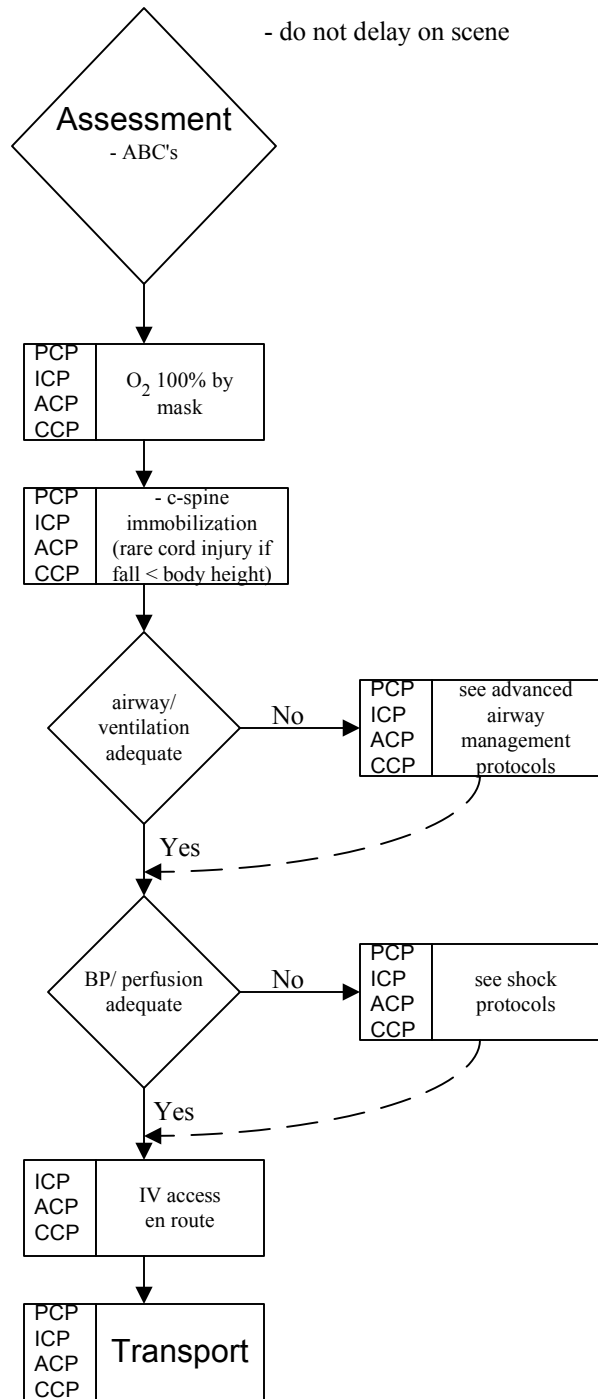 - do not delay on scene
Assessment
- ABC's
PCP
ICP
ACP
CCP
O2 100% by
mask
PCP
ICP
ACP
CCP
- c-spine
immobilization
(rare cord injury if
fall < body height)
airway/
ventilation
adequate
No
PCP
ICP
ACP
CCP
see advanced
airway
management
protocols
Yes
BP/ perfusion
adequate
No
PCP
ICP
ACP
CCP
see shock
protocols
Yes
ICP
ACP
CCP
IV access
en route
PCP
ICP
ACP
CCP
Transport